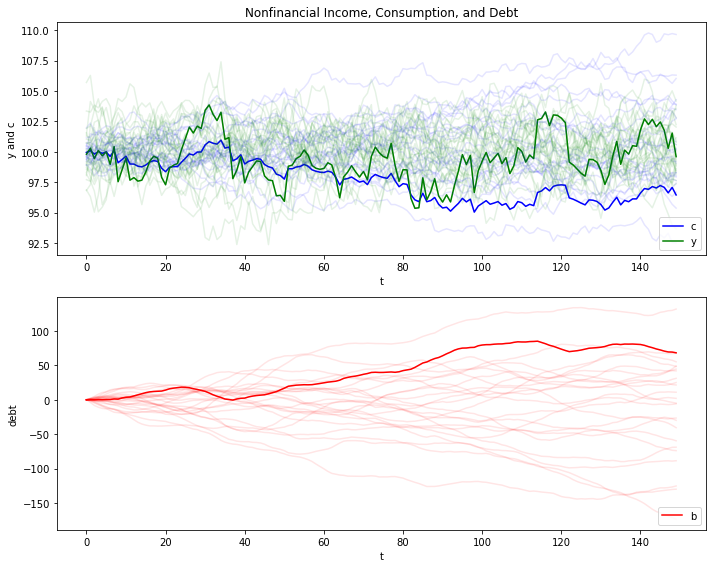 Nonfinancial Income, Consumption, and Debt
110.0
107.5
105.0
102.5
100.0
97.5
95.0
92.5
y and c
0 20 40 60 80 100 120 140
t
c
y
100
50
0
−50
−100
−150
debt
0 20 40 60 80 100 120 140
t
b